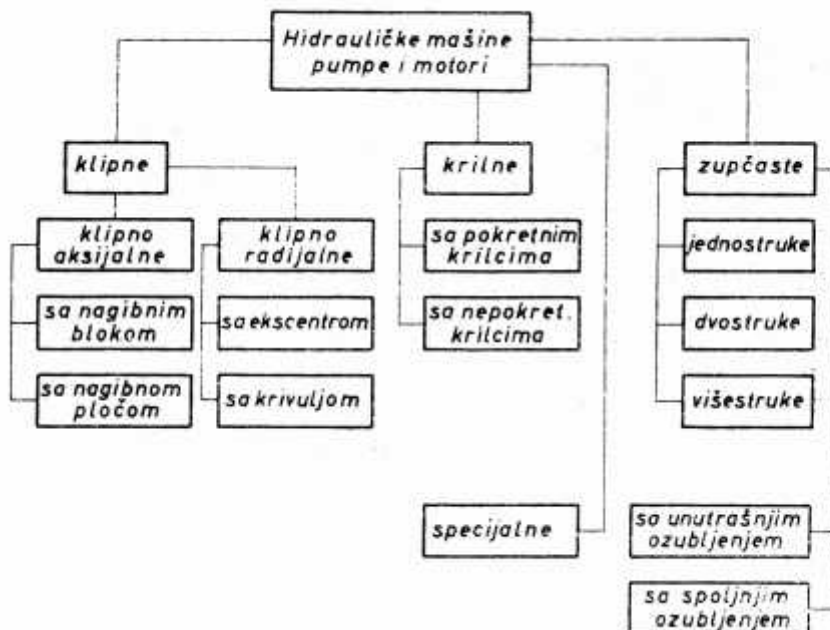 Hidrauličke mašine
pumpe i motori
klipne
krilne
zupčaste
klipno
aksijalne
klipno
radijalne
sa pokretnim
krilcima
jednostruke
sa nagibnim
blokom
sa ekscentrom
sa nepokret.
krilcima
dvostruke
sa nagibnom
pločom
sa krivuljom
višestruke
specijalne
sa unutrašnjim
ozubljenjem
sa spoljnjim
ozubljenjem